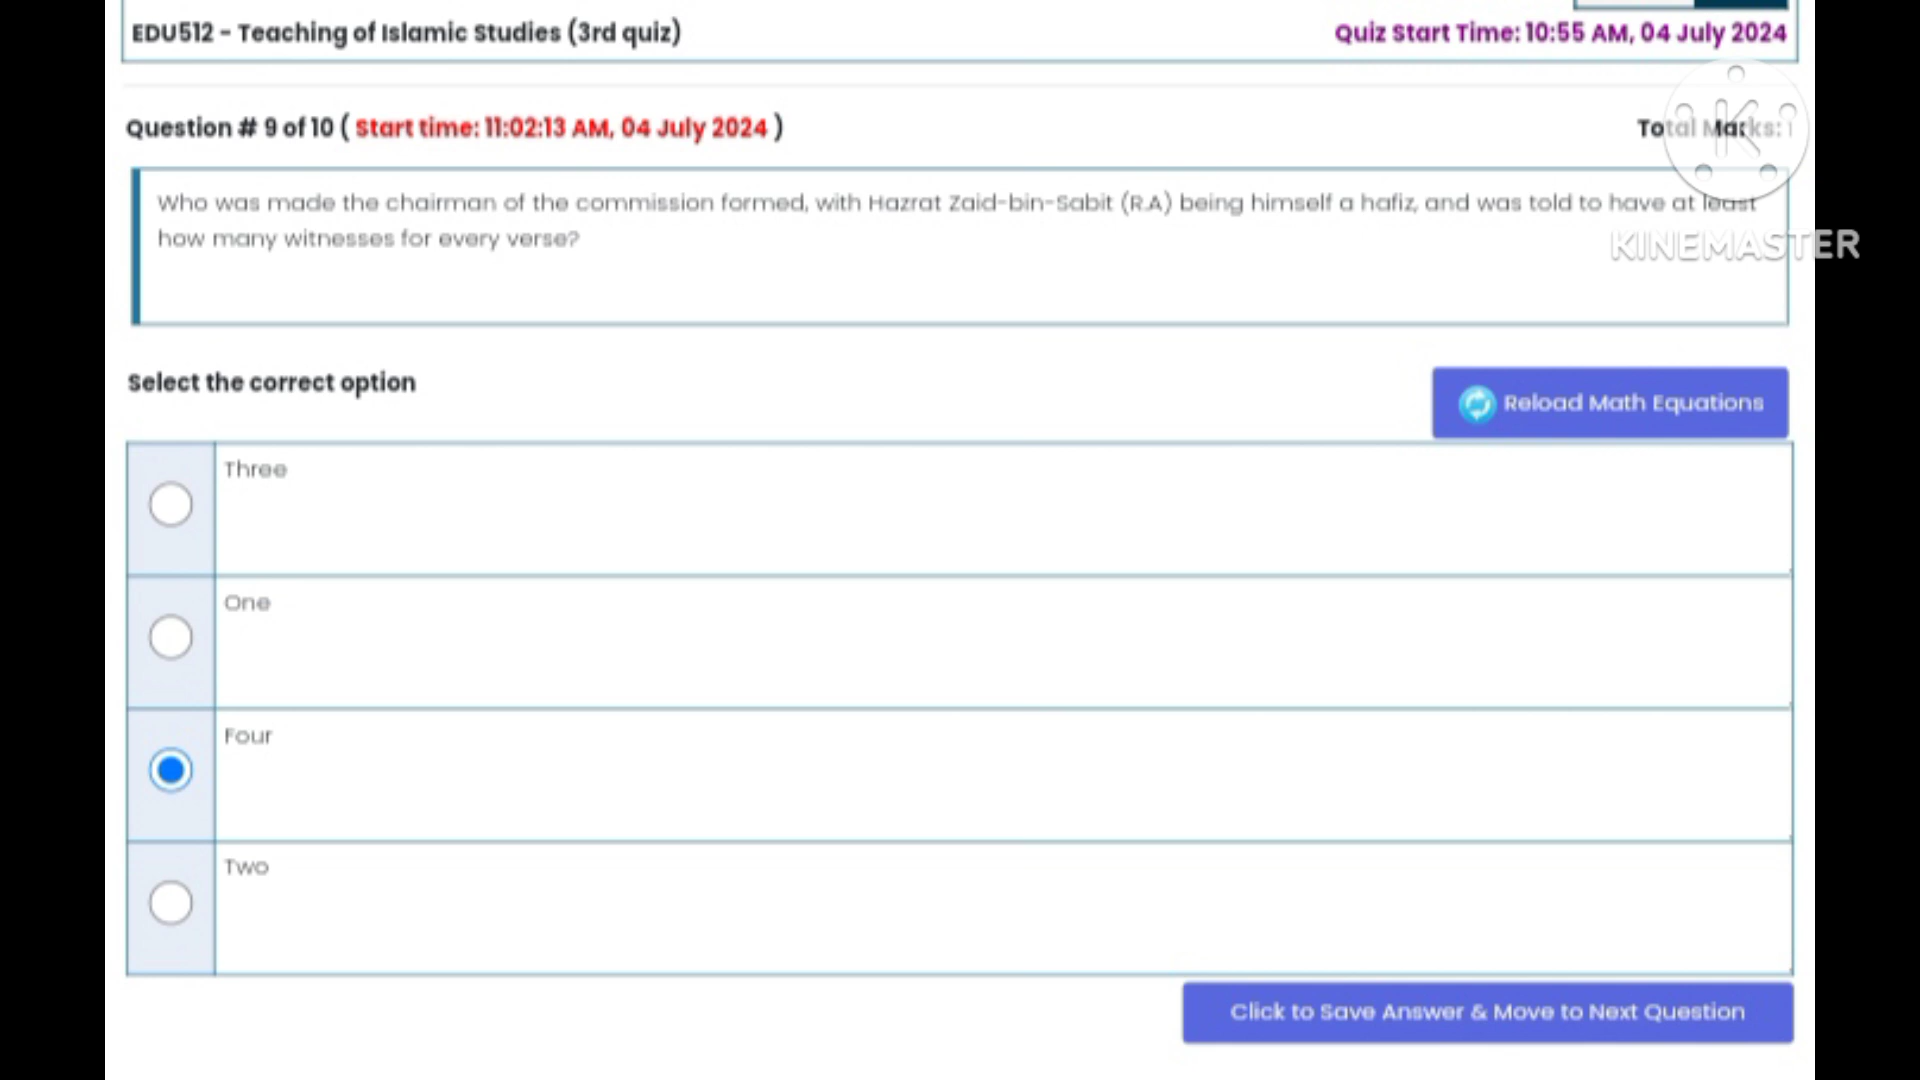 EDU512 - Teaching of Islamic Studies (3rd quiz)
Quiz Start Time: 10:55 AM, 04 July 2024
Question # 9 of 10 ( Start time: 11:02:13 AM, 04 July 2024 )
Total Marks: 1
Who was made the chairman of the commission formed, with Hazrat Zaid-bin-Sabit (R.A) being himself a hafiz, and was told to have at least
how many witnesses for every verse?
KINEMASTER
Select the correct option
Reload Math Equations
Three
One
Four
Two
Click to Save Answer & Move to Next Question